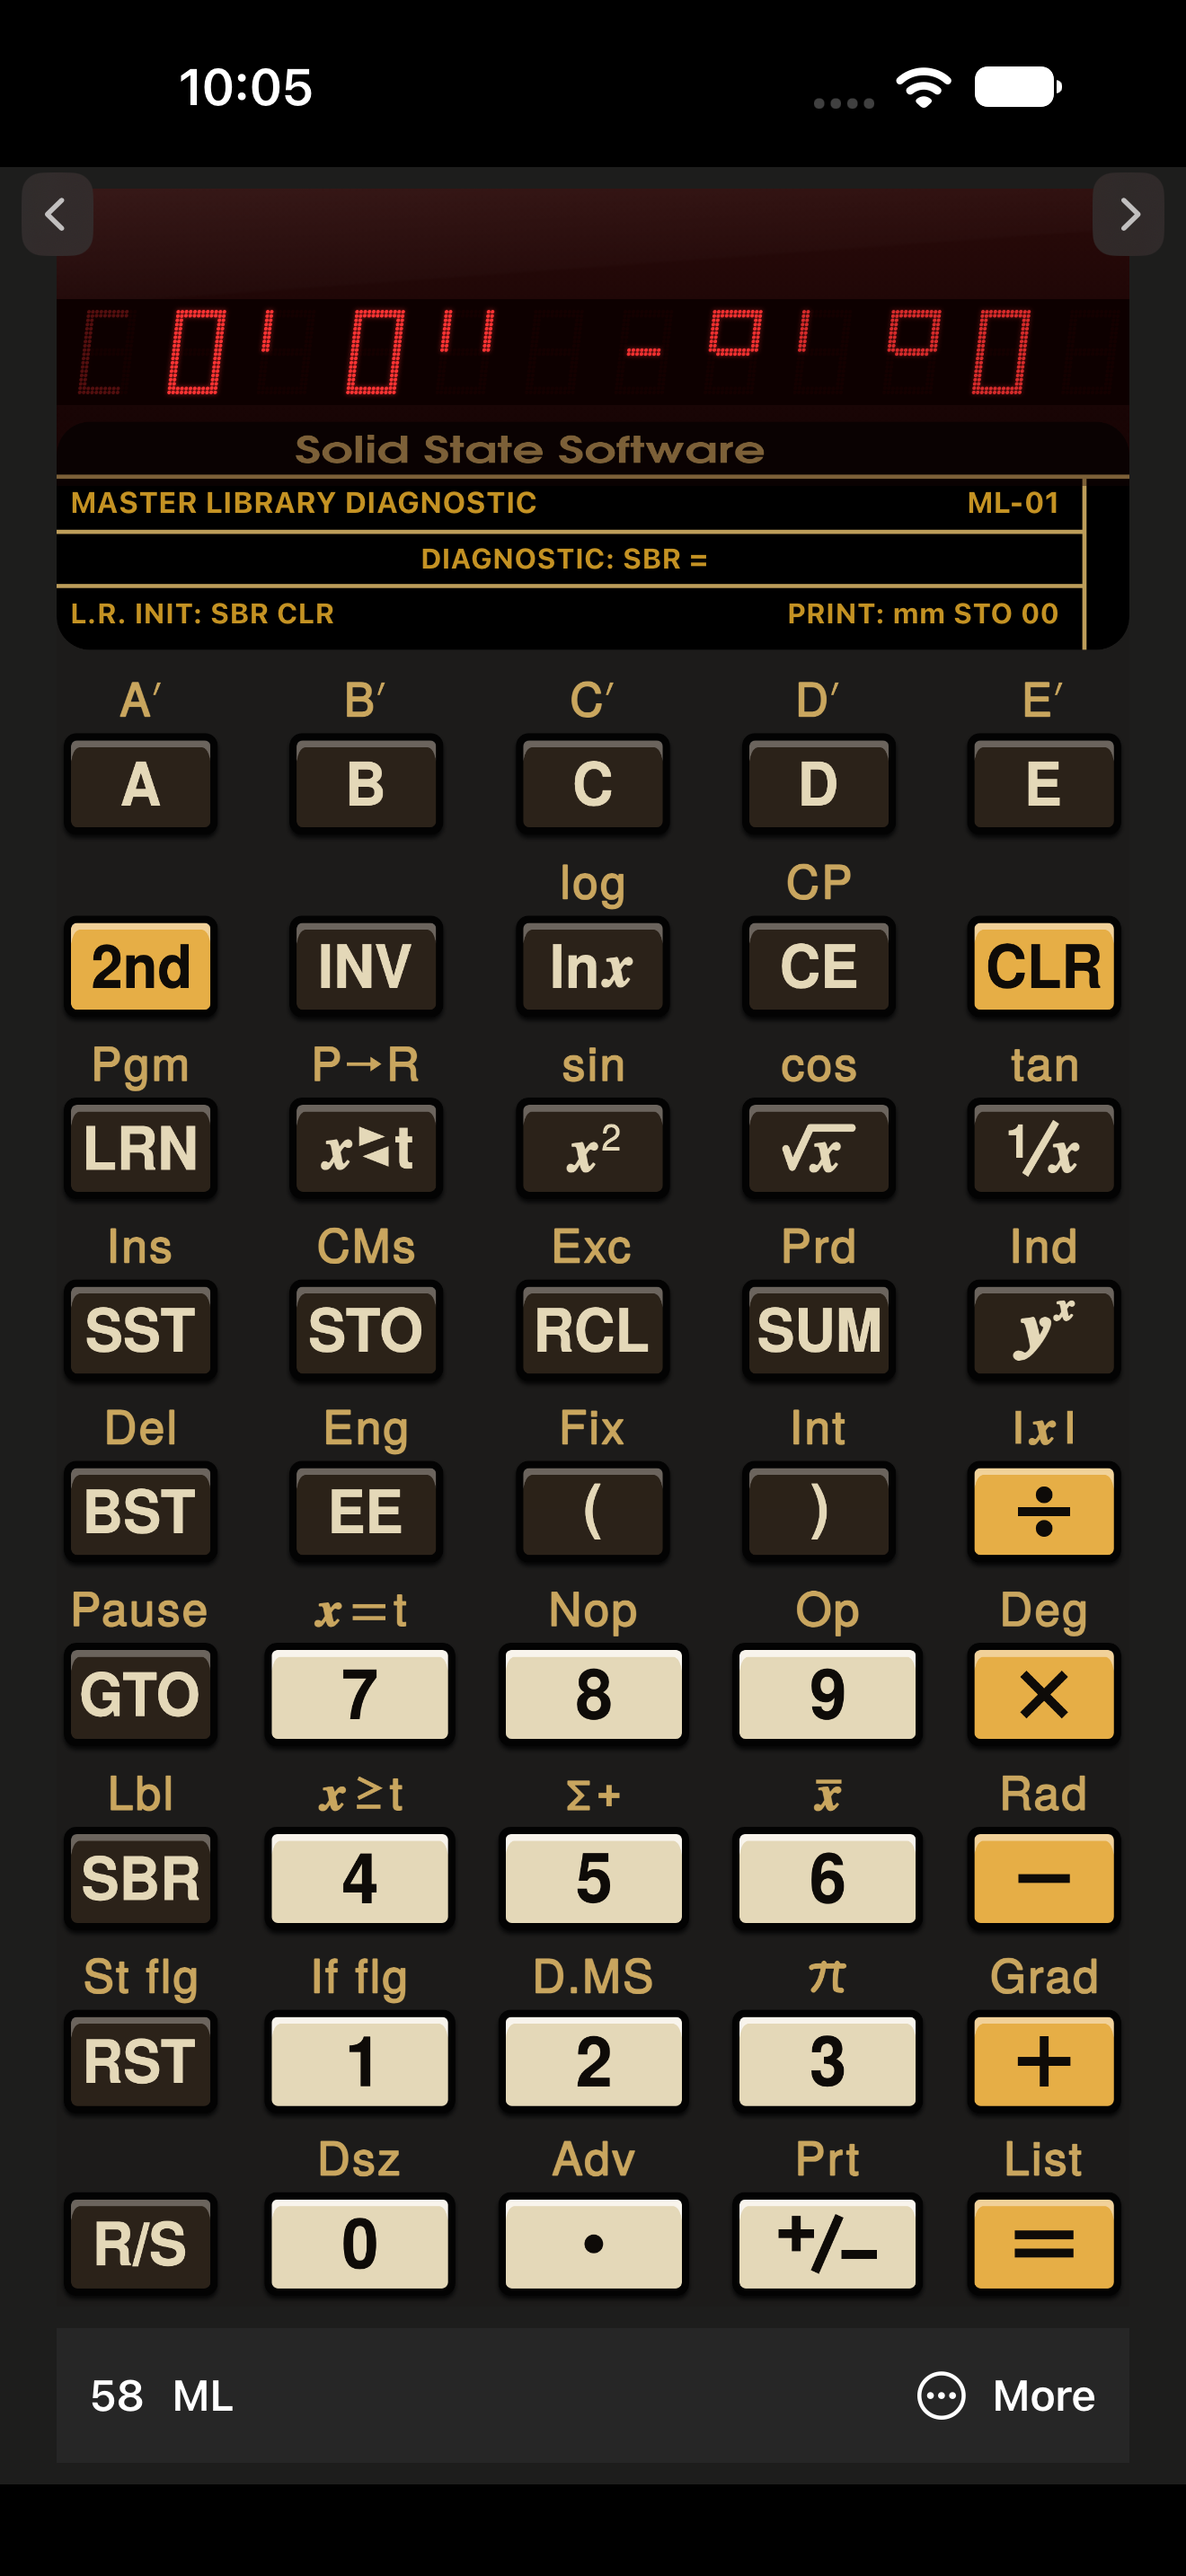 10:05
Solid State Software
MASTER LIBRARY DIAGNOSTIC ML-01
DIAGNOSTIC: SBR =
L.R. INIT: SBR CLR PRINT: mm STO 00
A′ B′ C′ D′ E′
A B C D E
log CP
2nd INV lnx CE CLR
Pgm P→R sin cos tan
LRN x⇄t x² √x 1/x
Ins CMs Exc Prd Ind
SST STO RCL SUM yˣ
Del Eng Fix Int |x|
BST EE ( ) ÷
Pause x=t Nop Op Deg
GTO 7 8 9 ×
Lbl x≥t Σ+ x̅ Rad
SBR 4 5 6 −
St flg If flg D.MS π Grad
RST 1 2 3 +
Dsz Adv Prt List
R/S 0 . +/− =
58 ML More